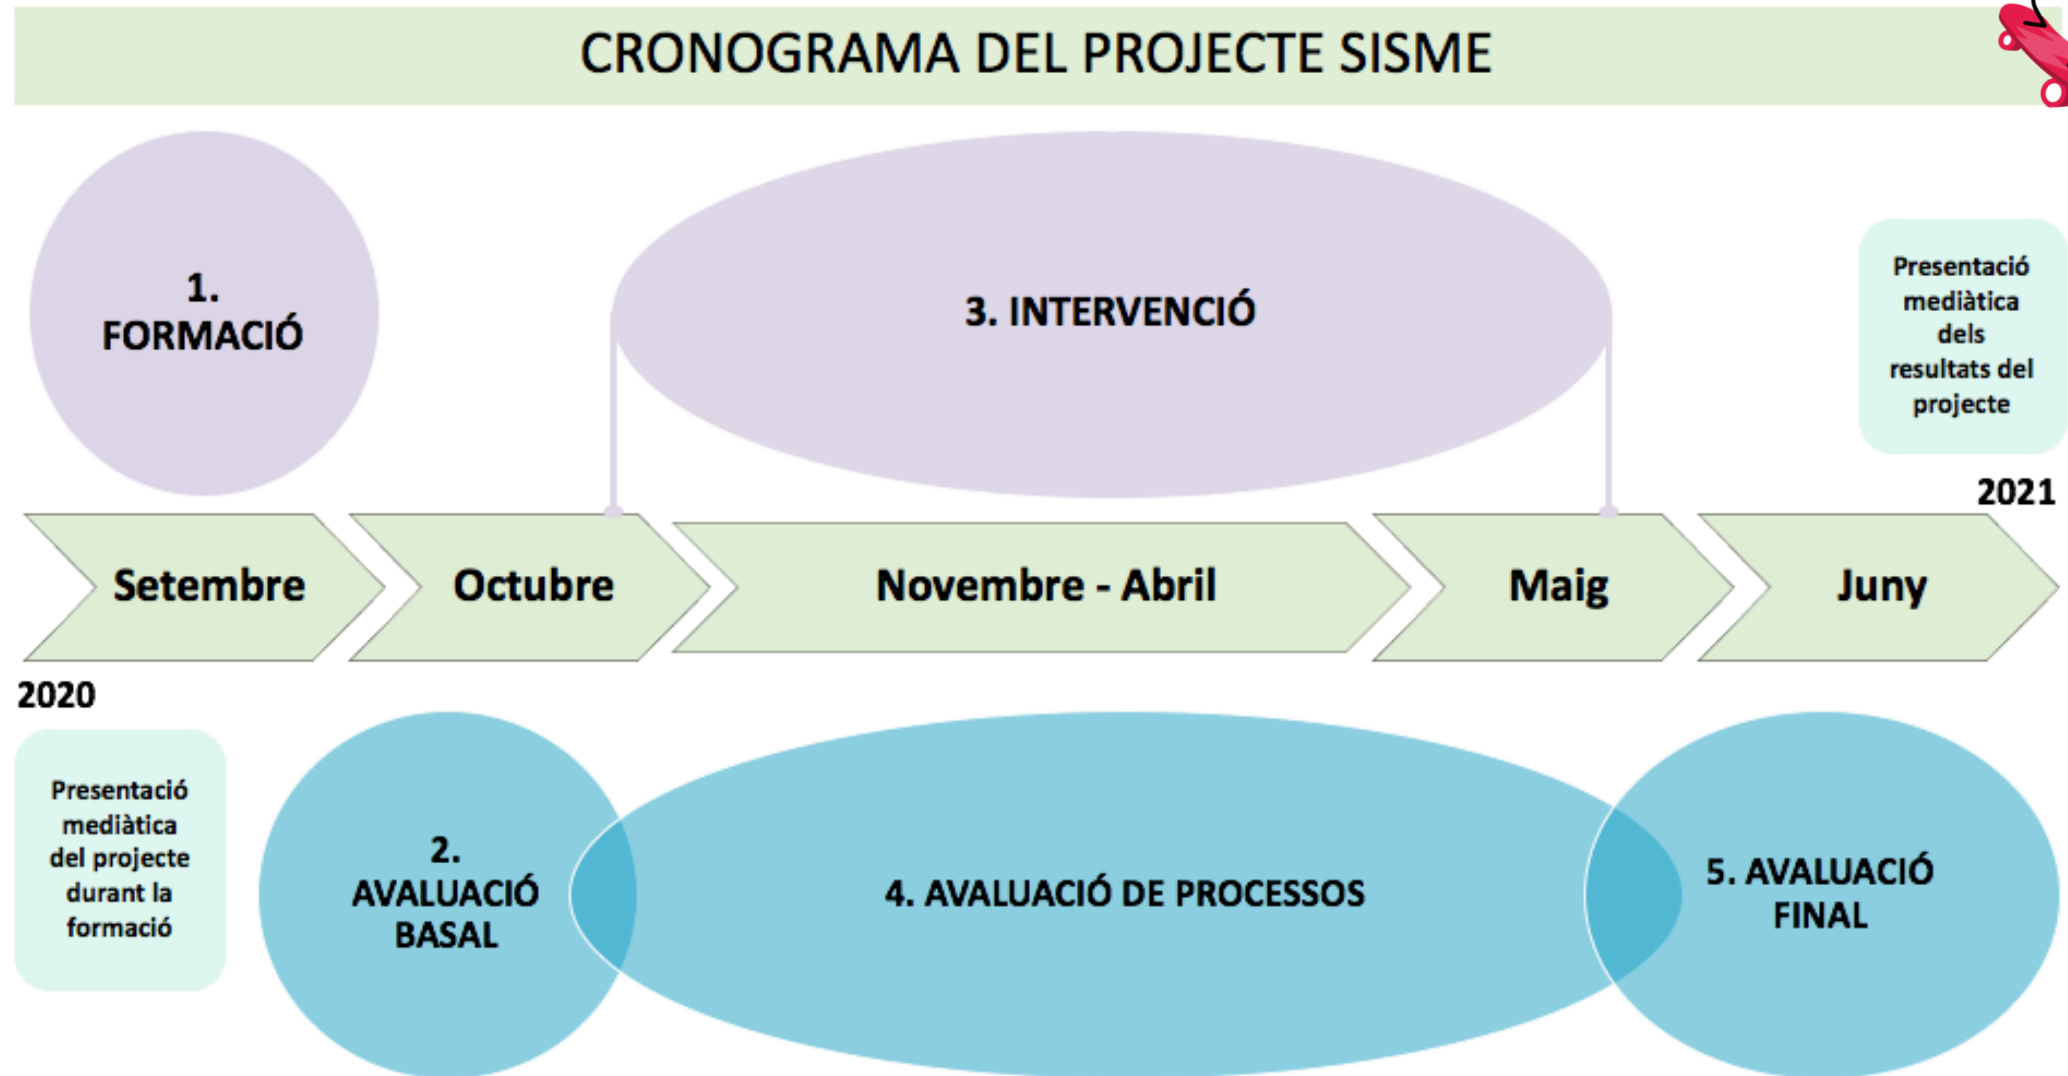 CRONOGRAMA DEL PROJECTE SISME
1.
FORMACIÓ
3. INTERVENCIÓ
Presentació
mediàtica
dels
resultats del
projecte
2021
Setembre
Octubre
Novembre - Abril
Maig
Juny
2020
Presentació
mediàtica
del projecte
durant la
formació
2.
AVALUACIÓ
BASAL
4. AVALUACIÓ DE PROCESSOS
5. AVALUACIÓ
FINAL